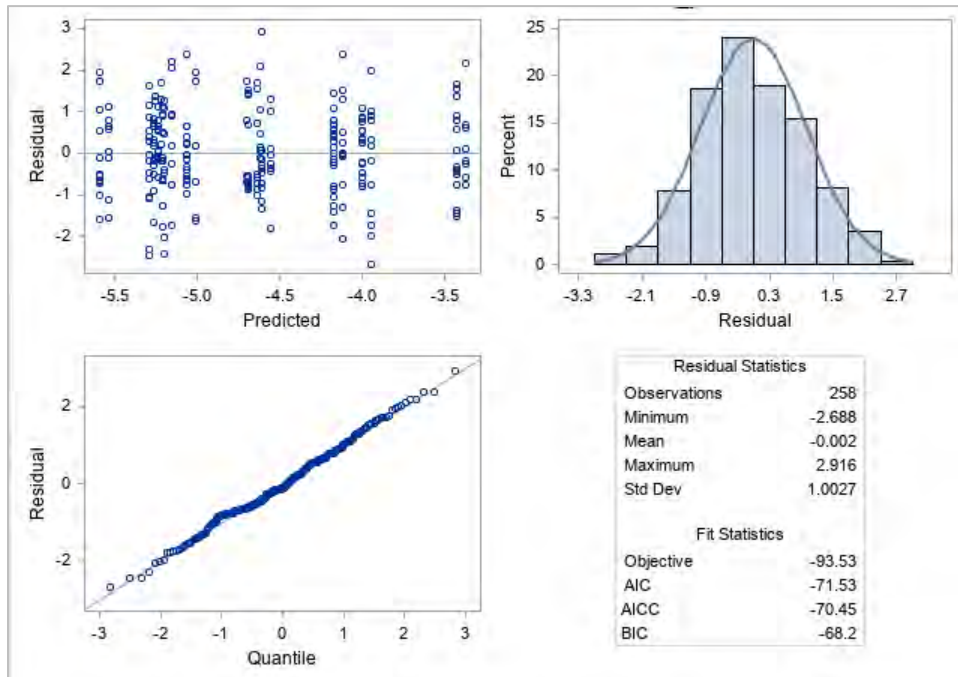 3
2
1
0
-1
-2
Residual
-5.5 -5.0 -4.5 -4.0 -3.5
Predicted
25
20
15
10
5
0
Percent
-3.3 -2.1 -0.9 0.3 1.5 2.7
Residual
2
0
-2
Residual
-3 -2 -1 0 1 2 3
Quantile
Residual Statistics
Observations 258
Minimum -2.688
Mean -0.002
Maximum 2.916
Std Dev 1.0027
Fit Statistics
Objective -93.53
AIC -71.53
AICC -70.45
BIC -68.2